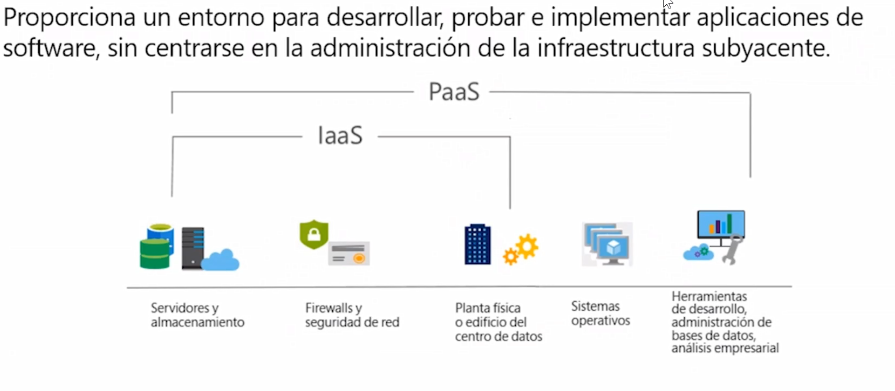 Proporciona un entorno para desarrollar, probar e implementar aplicaciones de
software, sin centrarse en la administración de la infraestructura subyacente.
PaaS
IaaS
Servidores y
almacenamiento
Firewalls y
seguridad de red
Planta física
o edificio del
centro de datos
Sistemas
operativos
Herramientas
de desarrollo,
administración de
bases de datos,
análisis empresarial